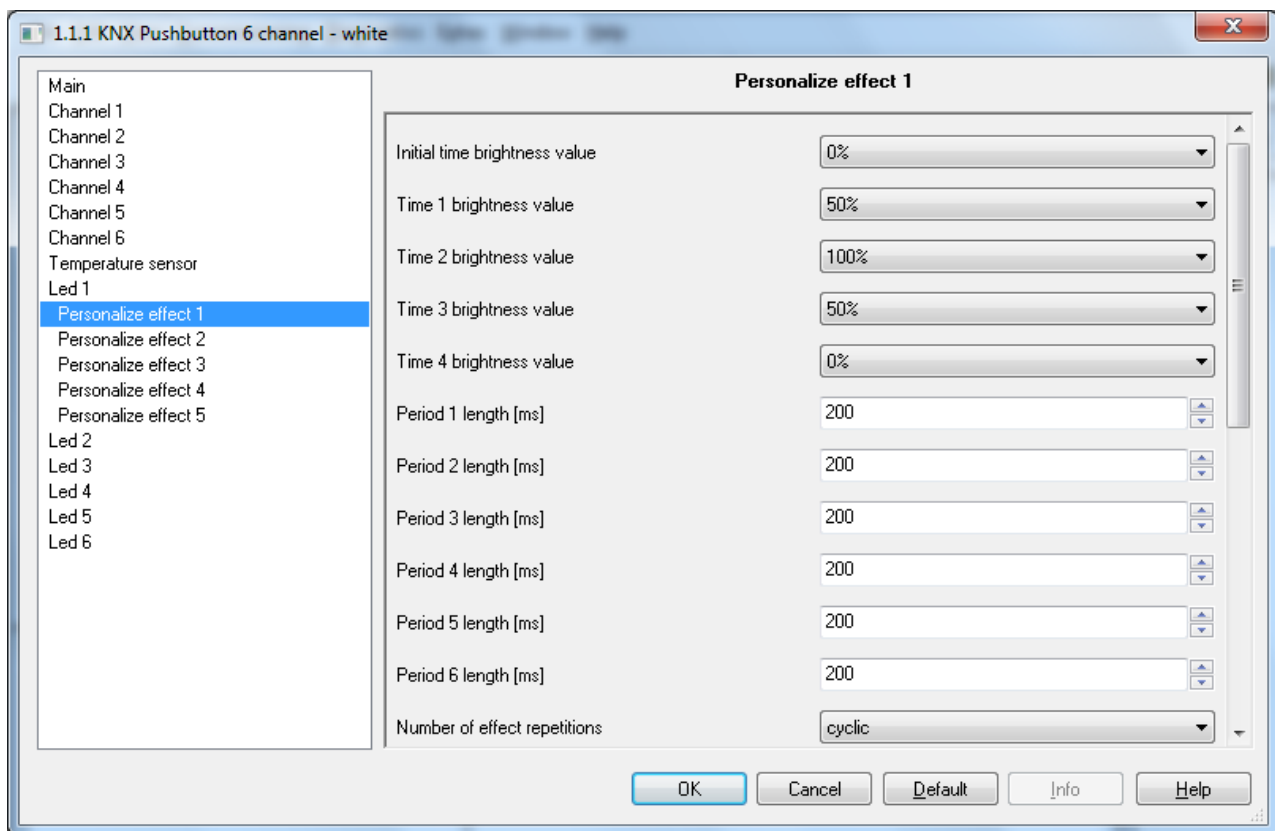 1.1.1 KNX Pushbutton 6 channel - white
Main
Channel 1
Channel 2
Channel 3
Channel 4
Channel 5
Channel 6
Temperature sensor
Led 1
Personalize effect 1
Personalize effect 2
Personalize effect 3
Personalize effect 4
Personalize effect 5
Led 2
Led 3
Led 4
Led 5
Led 6
Personalize effect 1
Initial time brightness value 0%
Time 1 brightness value 50%
Time 2 brightness value 100%
Time 3 brightness value 50%
Time 4 brightness value 0%
Period 1 length [ms] 200
Period 2 length [ms] 200
Period 3 length [ms] 200
Period 4 length [ms] 200
Period 5 length [ms] 200
Period 6 length [ms] 200
Number of effect repetitions cyclic
OK Cancel Default Info Help